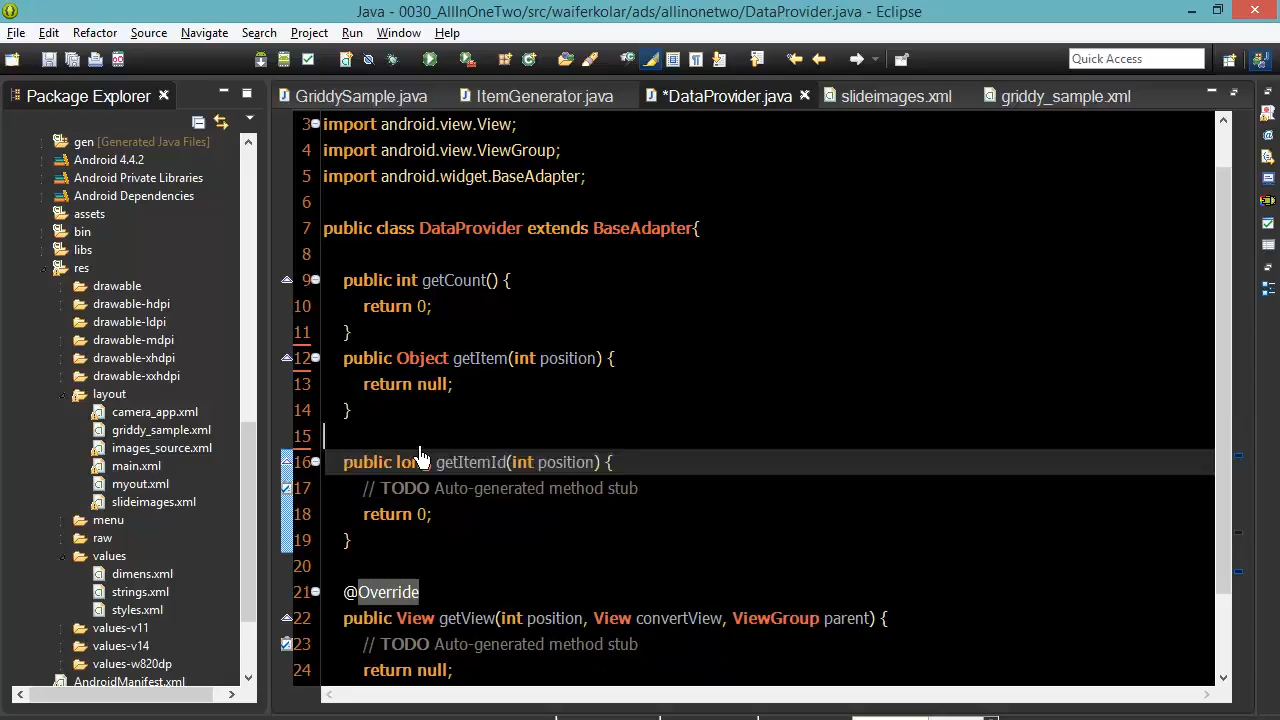 Java - 0030_AllInOneTwo/src/waiferkolar/ads/allinonetwo/DataProvider.java - Eclipse
File Edit Refactor Source Navigate Search Project Run Window Help
Quick Access
Package Explorer
GriddySample.java
ItemGenerator.java
*DataProvider.java
slideimages.xml
griddy_sample.xml
gen [Generated Java Files]
Android 4.4.2
Android Private Libraries
Android Dependencies
assets
bin
libs
res
drawable
drawable-hdpi
drawable-ldpi
drawable-mdpi
drawable-xhdpi
drawable-xxhdpi
layout
camera_app.xml
griddy_sample.xml
images_source.xml
main.xml
myout.xml
slideimages.xml
menu
raw
values
dimens.xml
strings.xml
styles.xml
values-v11
values-v14
values-w820dp
AndroidManifest.xml
3 import android.view.View;
4 import android.view.ViewGroup;
5 import android.widget.BaseAdapter;
6
7 public class DataProvider extends BaseAdapter{
8
9 public int getCount() {
10 return 0;
11 }
12 public Object getItem(int position) {
13 return null;
14 }
15
16 public long getItemId(int position) {
17 // TODO Auto-generated method stub
18 return 0;
19 }
20
21 @Override
22 public View getView(int position, View convertView, ViewGroup parent) {
23 // TODO Auto-generated method stub
24 return null;